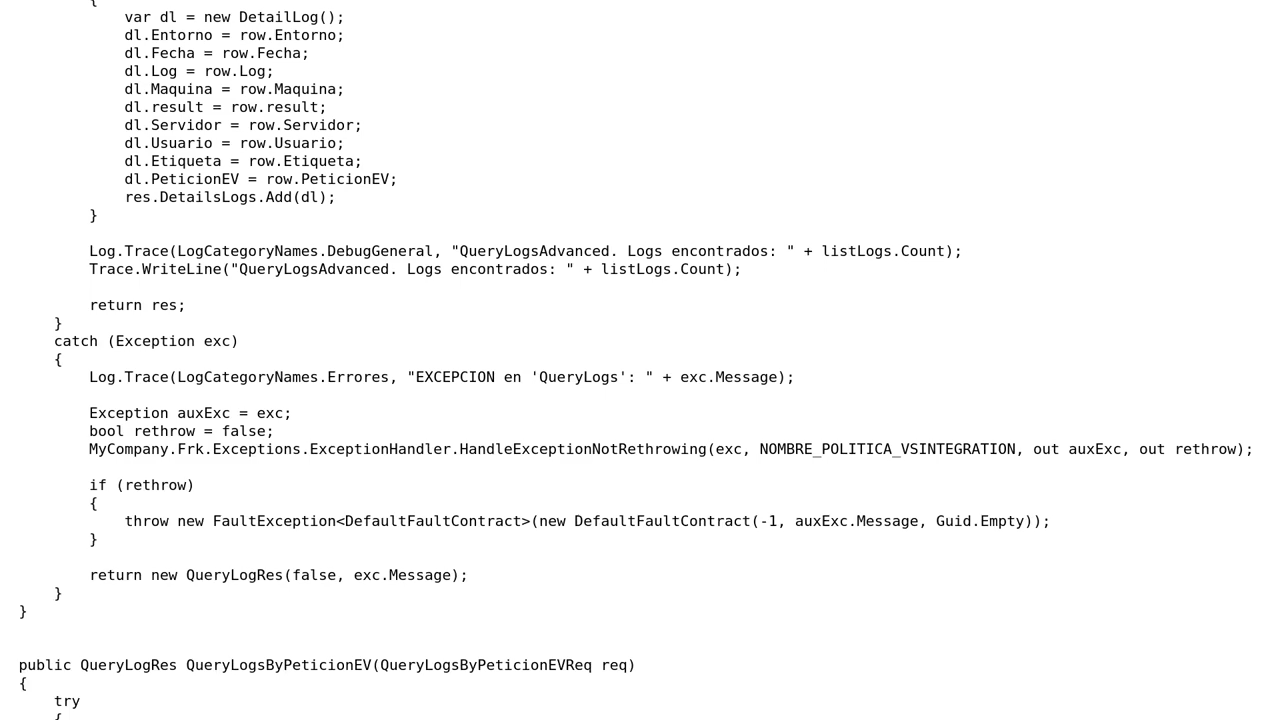 {
var dl = new DetailLog();
dl.Entorno = row.Entorno;
dl.Fecha = row.Fecha;
dl.Log = row.Log;
dl.Maquina = row.Maquina;
dl.result = row.result;
dl.Servidor = row.Servidor;
dl.Usuario = row.Usuario;
dl.Etiqueta = row.Etiqueta;
dl.PeticionEV = row.PeticionEV;
res.DetailsLogs.Add(dl);
}
Log.Trace(LogCategoryNames.DebugGeneral, "QueryLogsAdvanced. Logs encontrados: " + listLogs.Count);
Trace.WriteLine("QueryLogsAdvanced. Logs encontrados: " + listLogs.Count);
return res;
}
catch (Exception exc)
{
Log.Trace(LogCategoryNames.Errores, "EXCEPCION en 'QueryLogs': " + exc.Message);
Exception auxExc = exc;
bool rethrow = false;
MyCompany.Frk.Exceptions.ExceptionHandler.HandleExceptionNotRethrowing(exc, NOMBRE_POLITICA_VSINTEGRATION, out auxExc, out rethrow);
if (rethrow)
{
throw new FaultException<DefaultFaultContract>(new DefaultFaultContract(-1, auxExc.Message, Guid.Empty));
}
return new QueryLogRes(false, exc.Message);
}
}
public QueryLogRes QueryLogsByPeticionEV(QueryLogsByPeticionEVReq req)
{
try
{